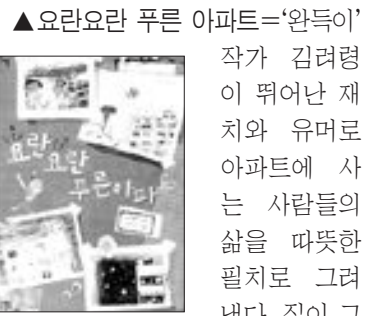 ▲요란요란 푸른 아파트=‘완득이’
작가 김려령
이 뛰어난 재
치와 유머로
아파트에 사
는 사람들의
삶을 따뜻한
필치로 그려
요란
요란
푸른아파트